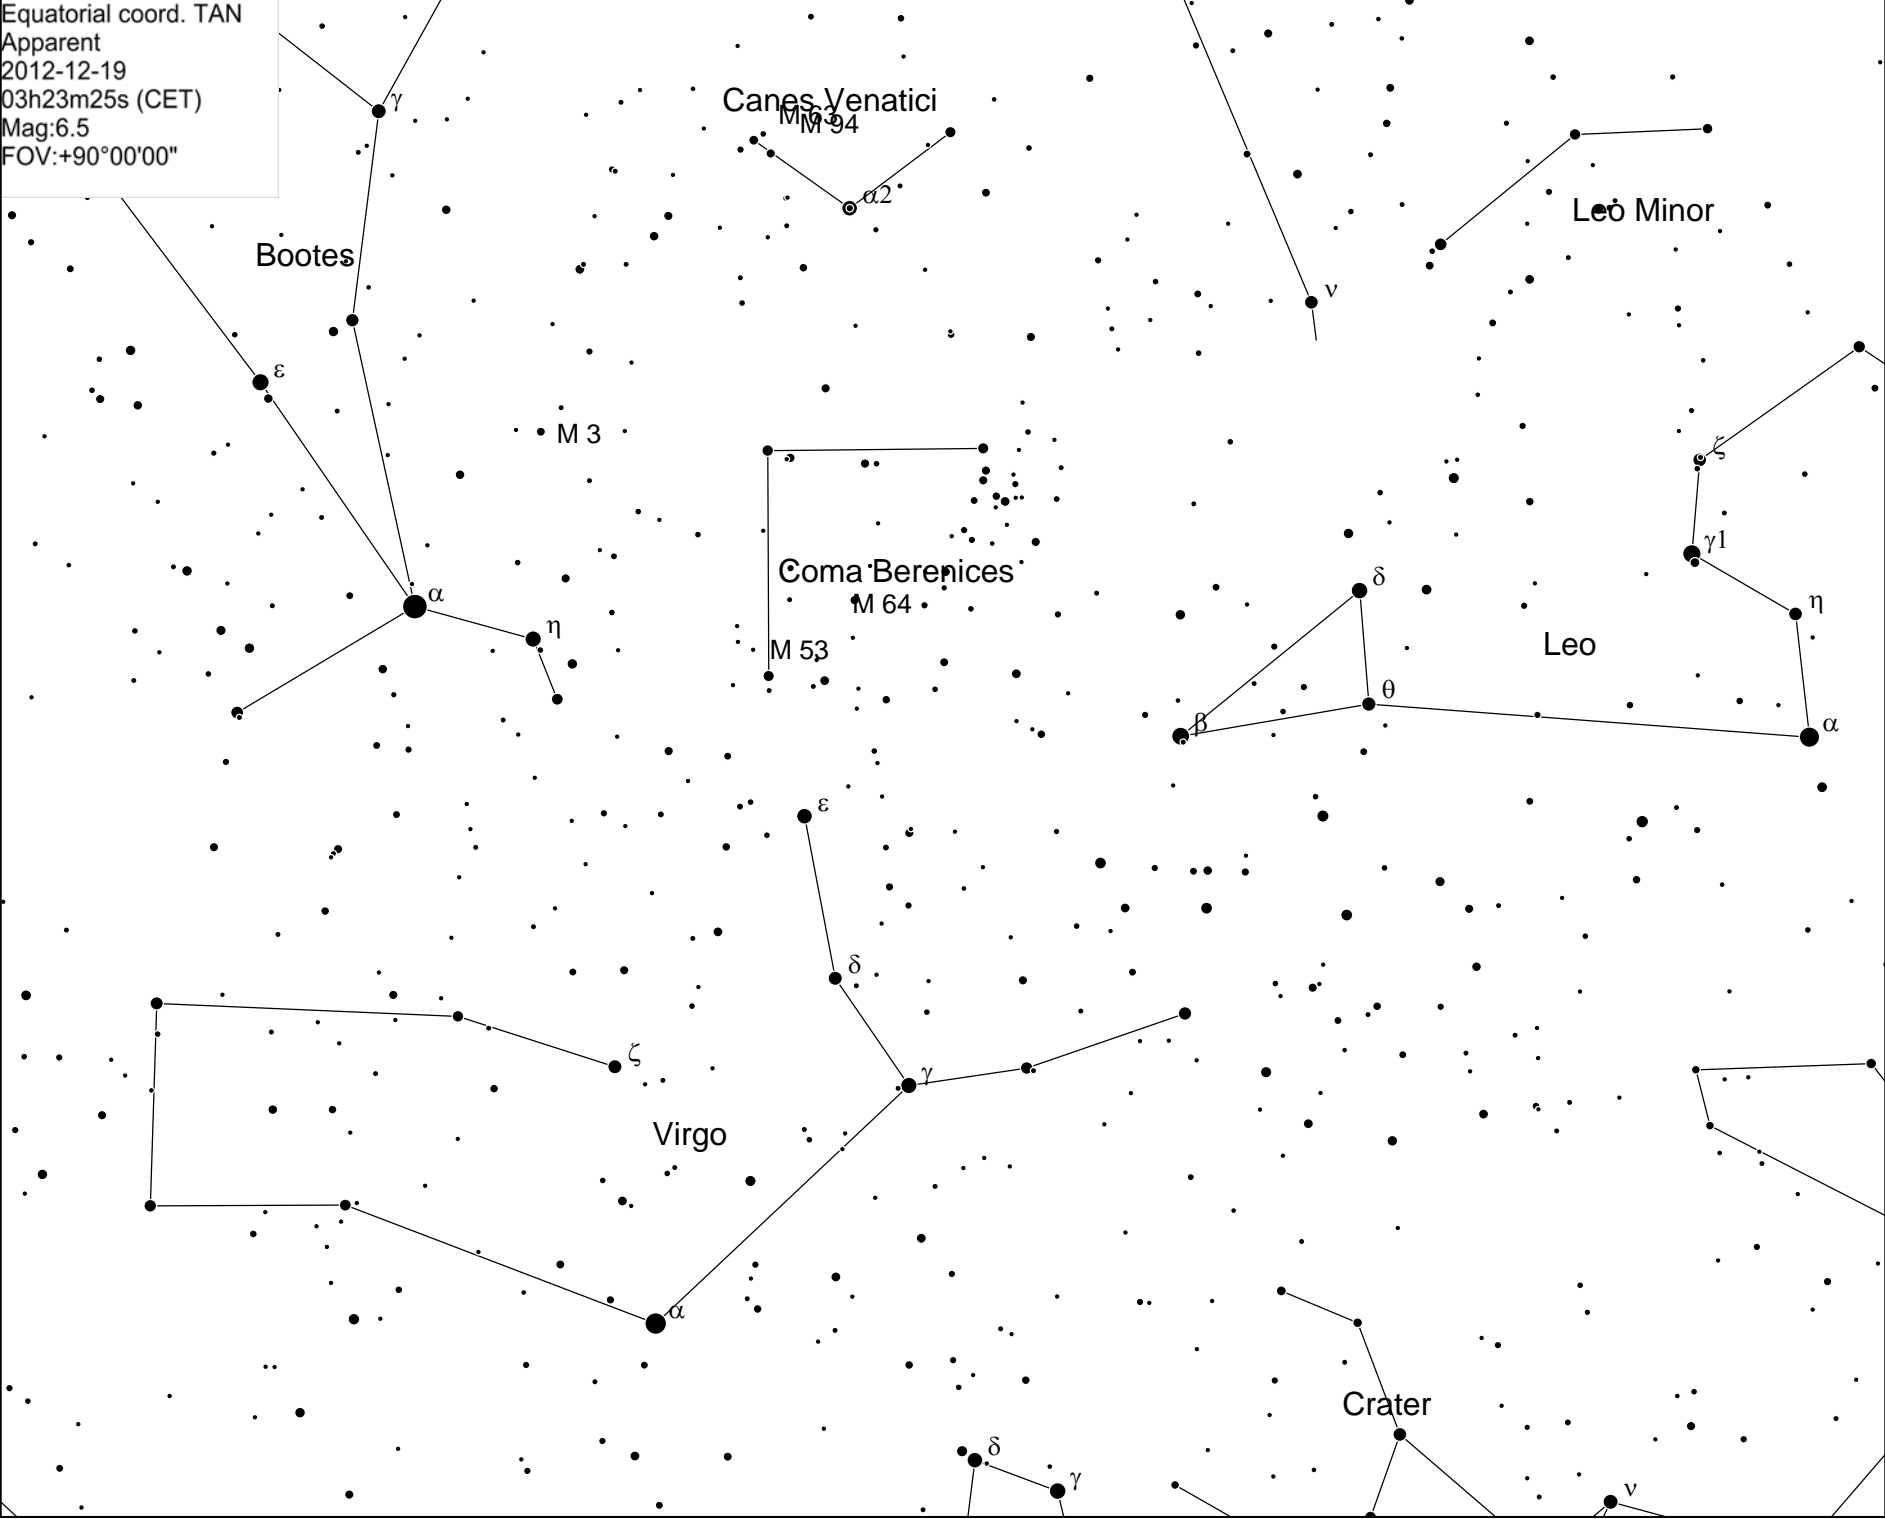 Equatorial coord. TAN
Apparent
2012-12-19
03h23m25s (CET)
Mag:6.5
FOV:+90°00'00"
γ
Canes Venatici
M 63
M 94
α2
Leo Minor
Bootes
ν
ε
M 3
ζ
γ1
Coma Berenices
δ
α
M 64
η
η
M 53
Leo
θ
β
α
ε
δ
ζ
γ
Virgo
α
Crater
δ
γ
ν